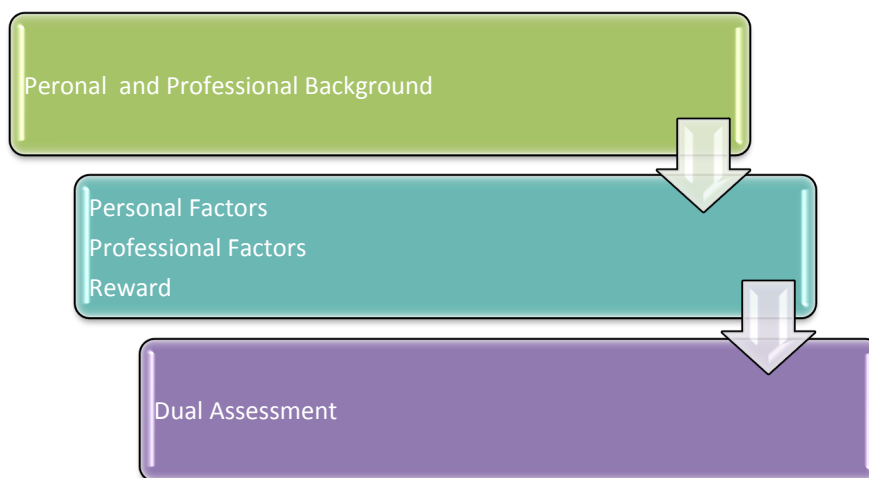 Peronal  and Professional Background
Personal Factors
Professional Factors
Reward
Dual Assessment